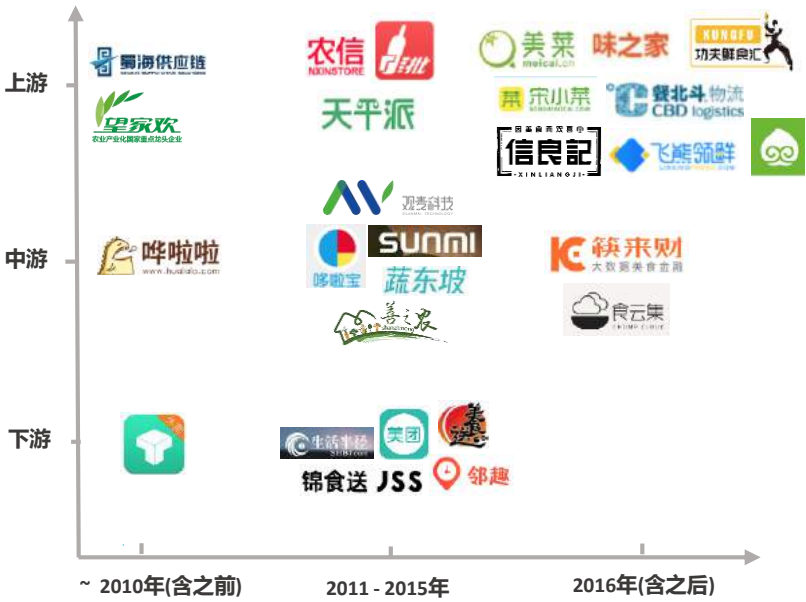 上游
蜀海供应链
望家欢
农业产业化国家重点龙头企业
农信
NXINSTORE
天平派
美菜
meicai.cn
味之家
KUNGFU
功夫鲜食汇
菜 宋小菜
餐北斗物流
CBD logistics
信良記
·XINLIANGJI·
飞熊领鲜
中游
哗啦啦
www.hualala.com
观麦科技
哆啦宝
SUNMI
蔬东坡
善之农
筷来财
大数据美食金融
食云集
下游
生活半径
美团
美食送
锦食送 JSS
邻趣
~ 2010年(含之前)
2011 - 2015年
2016年(含之后)